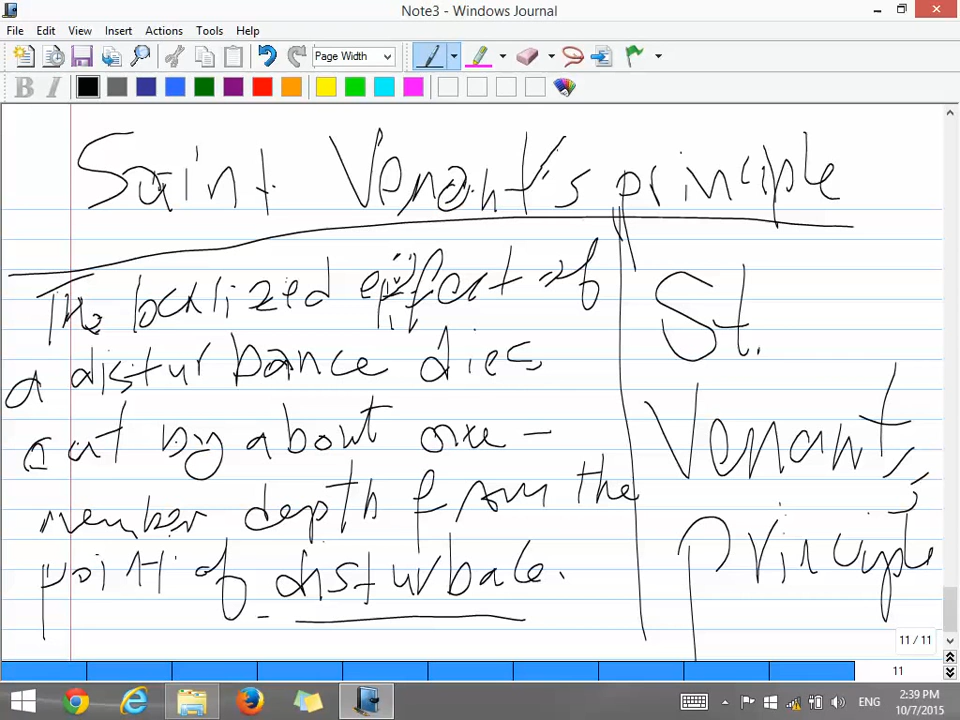 Note3 - Windows Journal
File Edit View Insert Actions Tools Help
Page Width
B I
Saint Venant's principle
The localized effect of
a disturbance dies
out by about one-
member depth from the
point of disturbace.
St.
Venant's
Principle
11 / 11
11
ENG
2:39 PM
10/7/2015